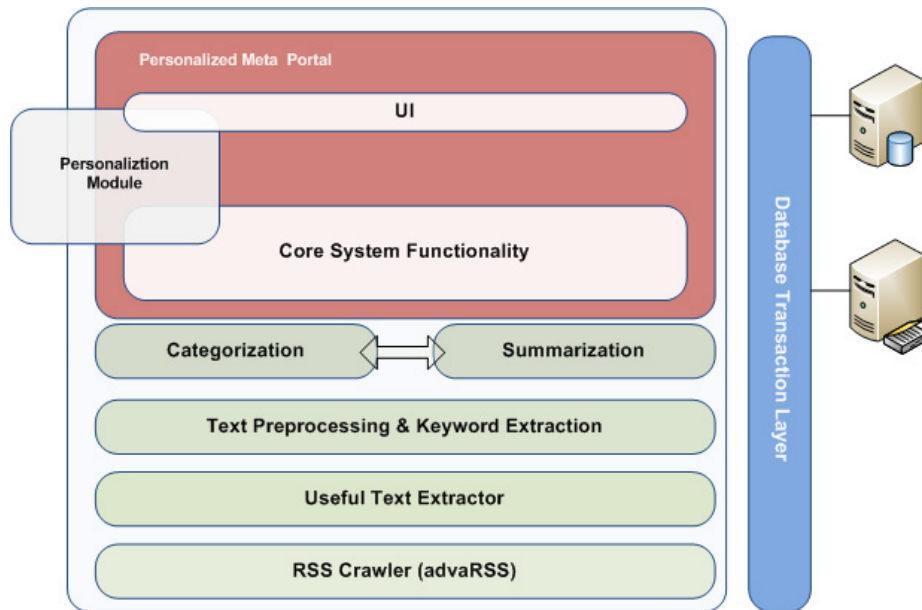 Personalized Meta Portal
UI
Personaliztion
Module
Core System Functionality
Categorization
Summarization
Text Preprocessing & Keyword Extraction
Useful Text Extractor
RSS Crawler (advaRSS)
Database Transaction Layer